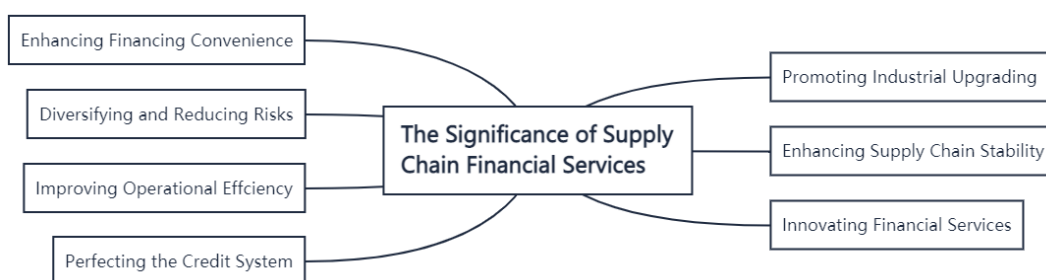 Enhancing Financing Convenience
Diversifying and Reducing Risks
Improving Operational Effciency
Perfecting the Credit System
The Significance of Supply
Chain Financial Services
Promoting Industrial Upgrading
Enhancing Supply Chain Stability
Innovating Financial Services